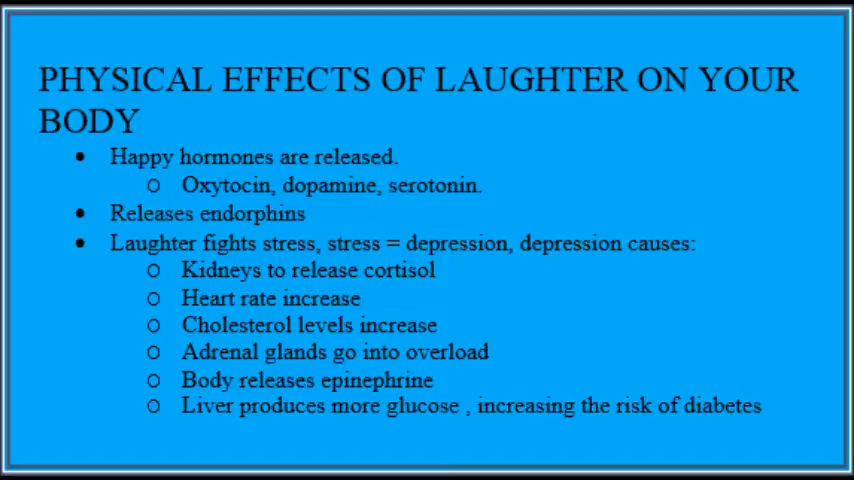 PHYSICAL EFFECTS OF LAUGHTER ON YOUR
BODY
• Happy hormones are released.
o Oxytocin, dopamine, serotonin.
• Releases endorphins
• Laughter fights stress, stress = depression, depression causes:
o Kidneys to release cortisol
o Heart rate increase
o Cholesterol levels increase
o Adrenal glands go into overload
o Body releases epinephrine
o Liver produces more glucose , increasing the risk of diabetes